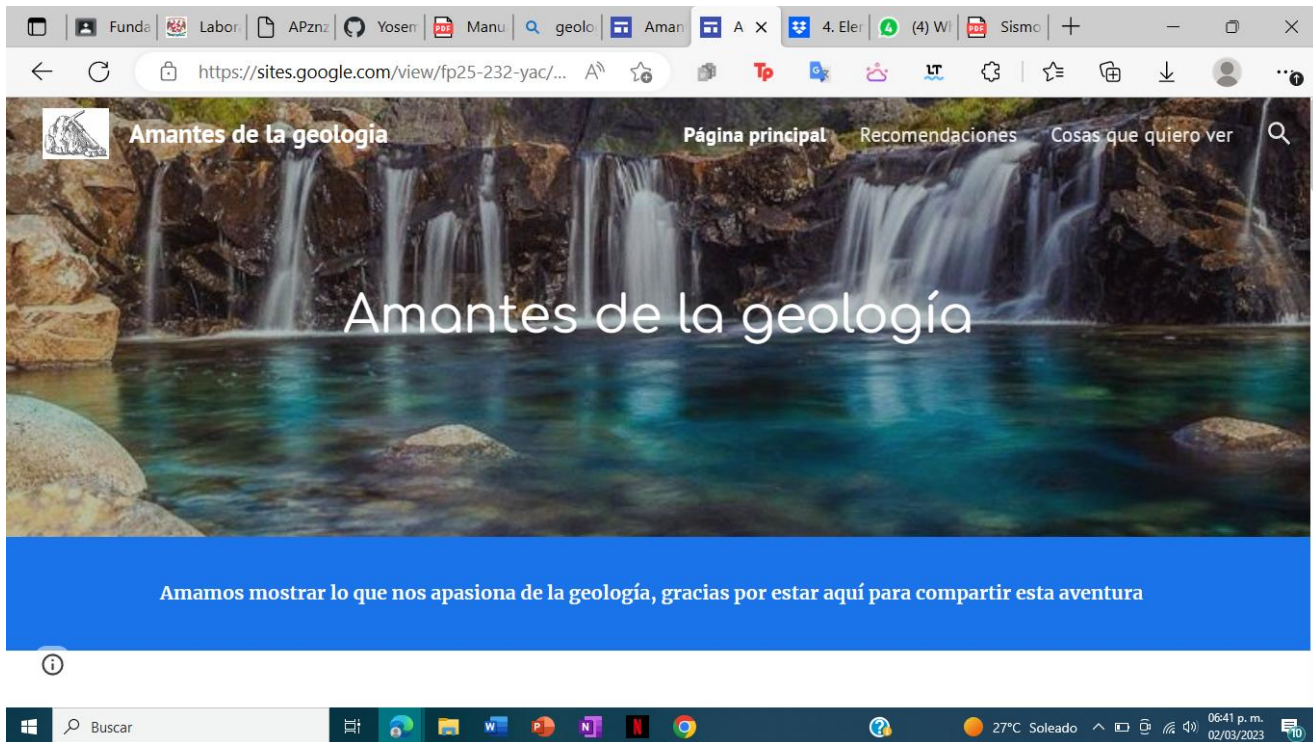 Funda Labor APznz Yosem Manu geolo Aman A 4. Eler (4) Wh Sismo
https://sites.google.com/view/fp25-232-yac/...
Amantes de la geologia Página principal Recomendaciones Cosas que quiero ver
Amantes de la geología
Amamos mostrar lo que nos apasiona de la geología, gracias por estar aquí para compartir esta aventura
Buscar 27°C Soleado 06:41 p. m.
02/03/2023